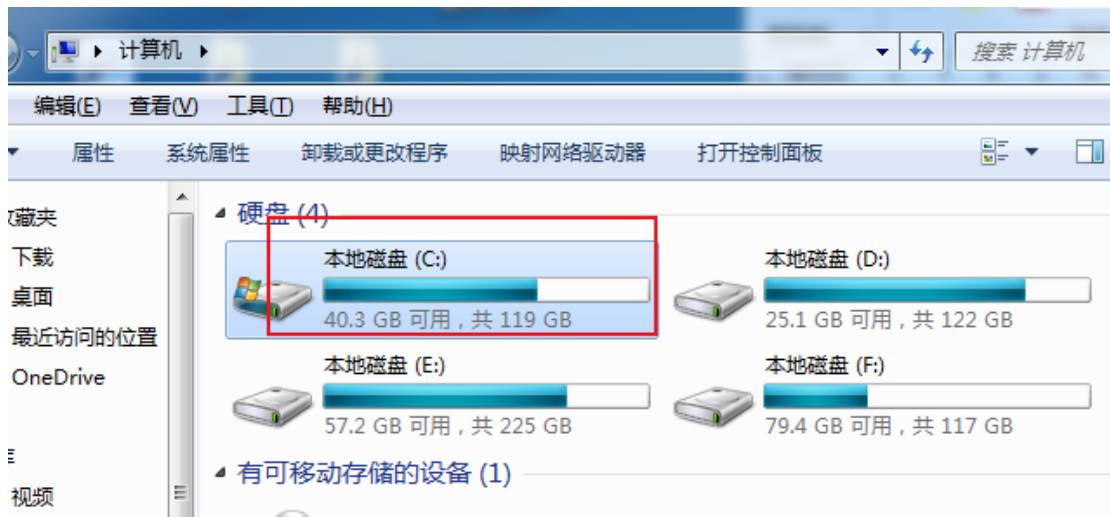 计算机
搜索 计算机
编辑(E) 查看(V) 工具(T) 帮助(H)
属性 系统属性 卸载或更改程序 映射网络驱动器 打开控制面板
藏夹
下载
桌面
最近访问的位置
OneDrive
视频
硬盘 (4)
本地磁盘 (C:)
40.3 GB 可用，共 119 GB
本地磁盘 (D:)
25.1 GB 可用，共 122 GB
本地磁盘 (E:)
57.2 GB 可用，共 225 GB
本地磁盘 (F:)
79.4 GB 可用，共 117 GB
有可移动存储的设备 (1)